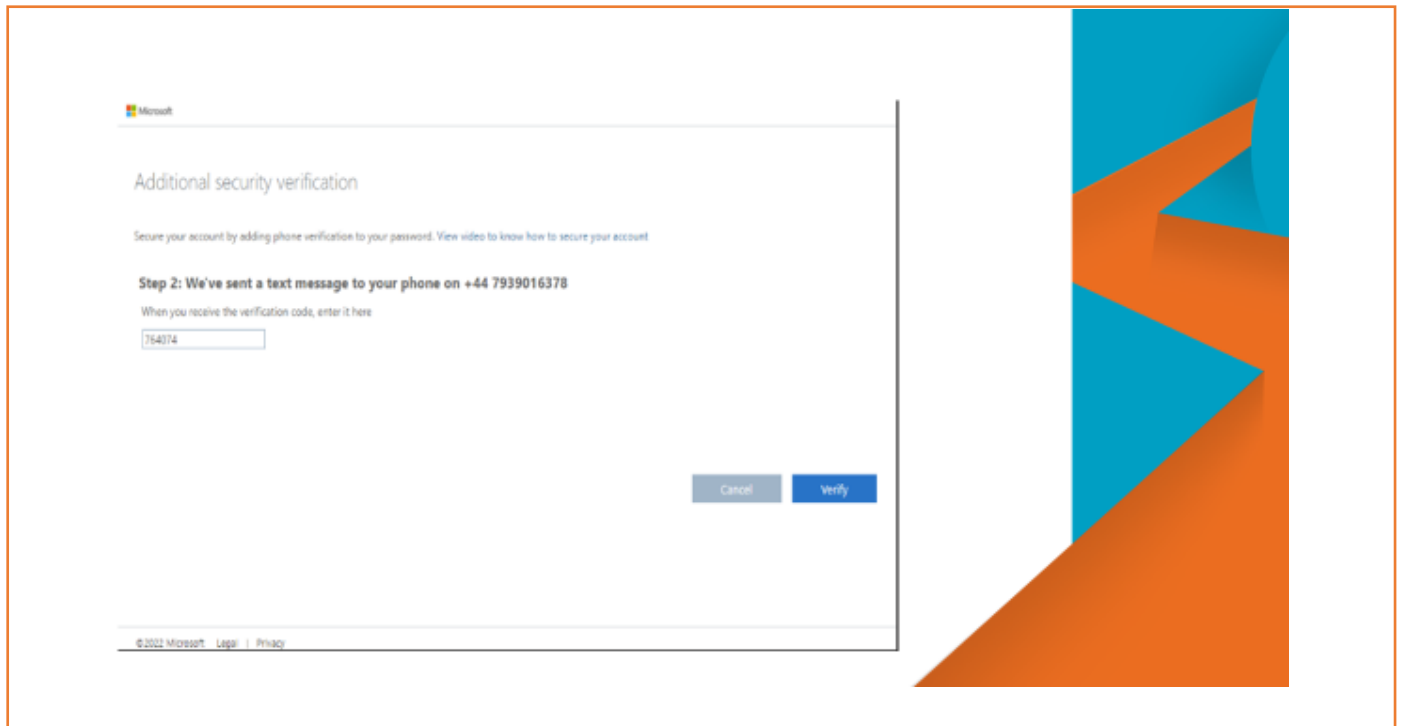 Microsoft
Additional security verification
Secure your account by adding phone verification to your password. View video to know how to secure your account
Step 2: We've sent a text message to your phone on +44 7939016378
When you receive the verification code, enter it here
764074
Cancel Verify
©2022 Microsoft Legal | Privacy